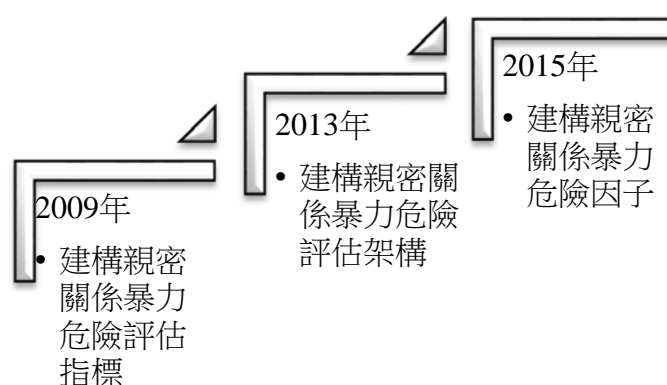 2009年
• 建構親密
關係暴力
危險評估
指標
2013年
• 建構親密關
係暴力危險
評估架構
2015年
• 建構親密
關係暴力
危險因子